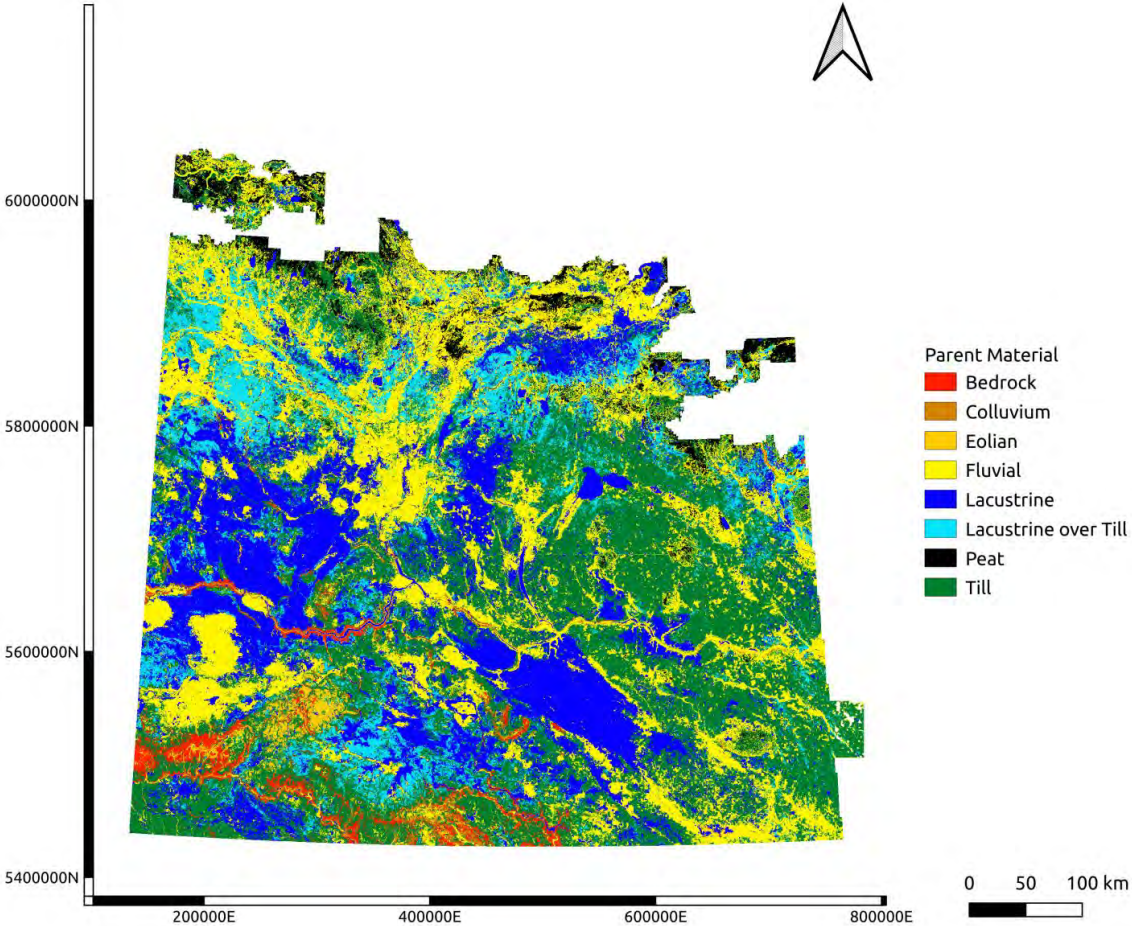 6000000N
5800000N
5600000N
5400000N
200000E
400000E
600000E
800000E
Parent Material
Bedrock
Colluvium
Eolian
Fluvial
Lacustrine
Lacustrine over Till
Peat
Till
0 50 100 km